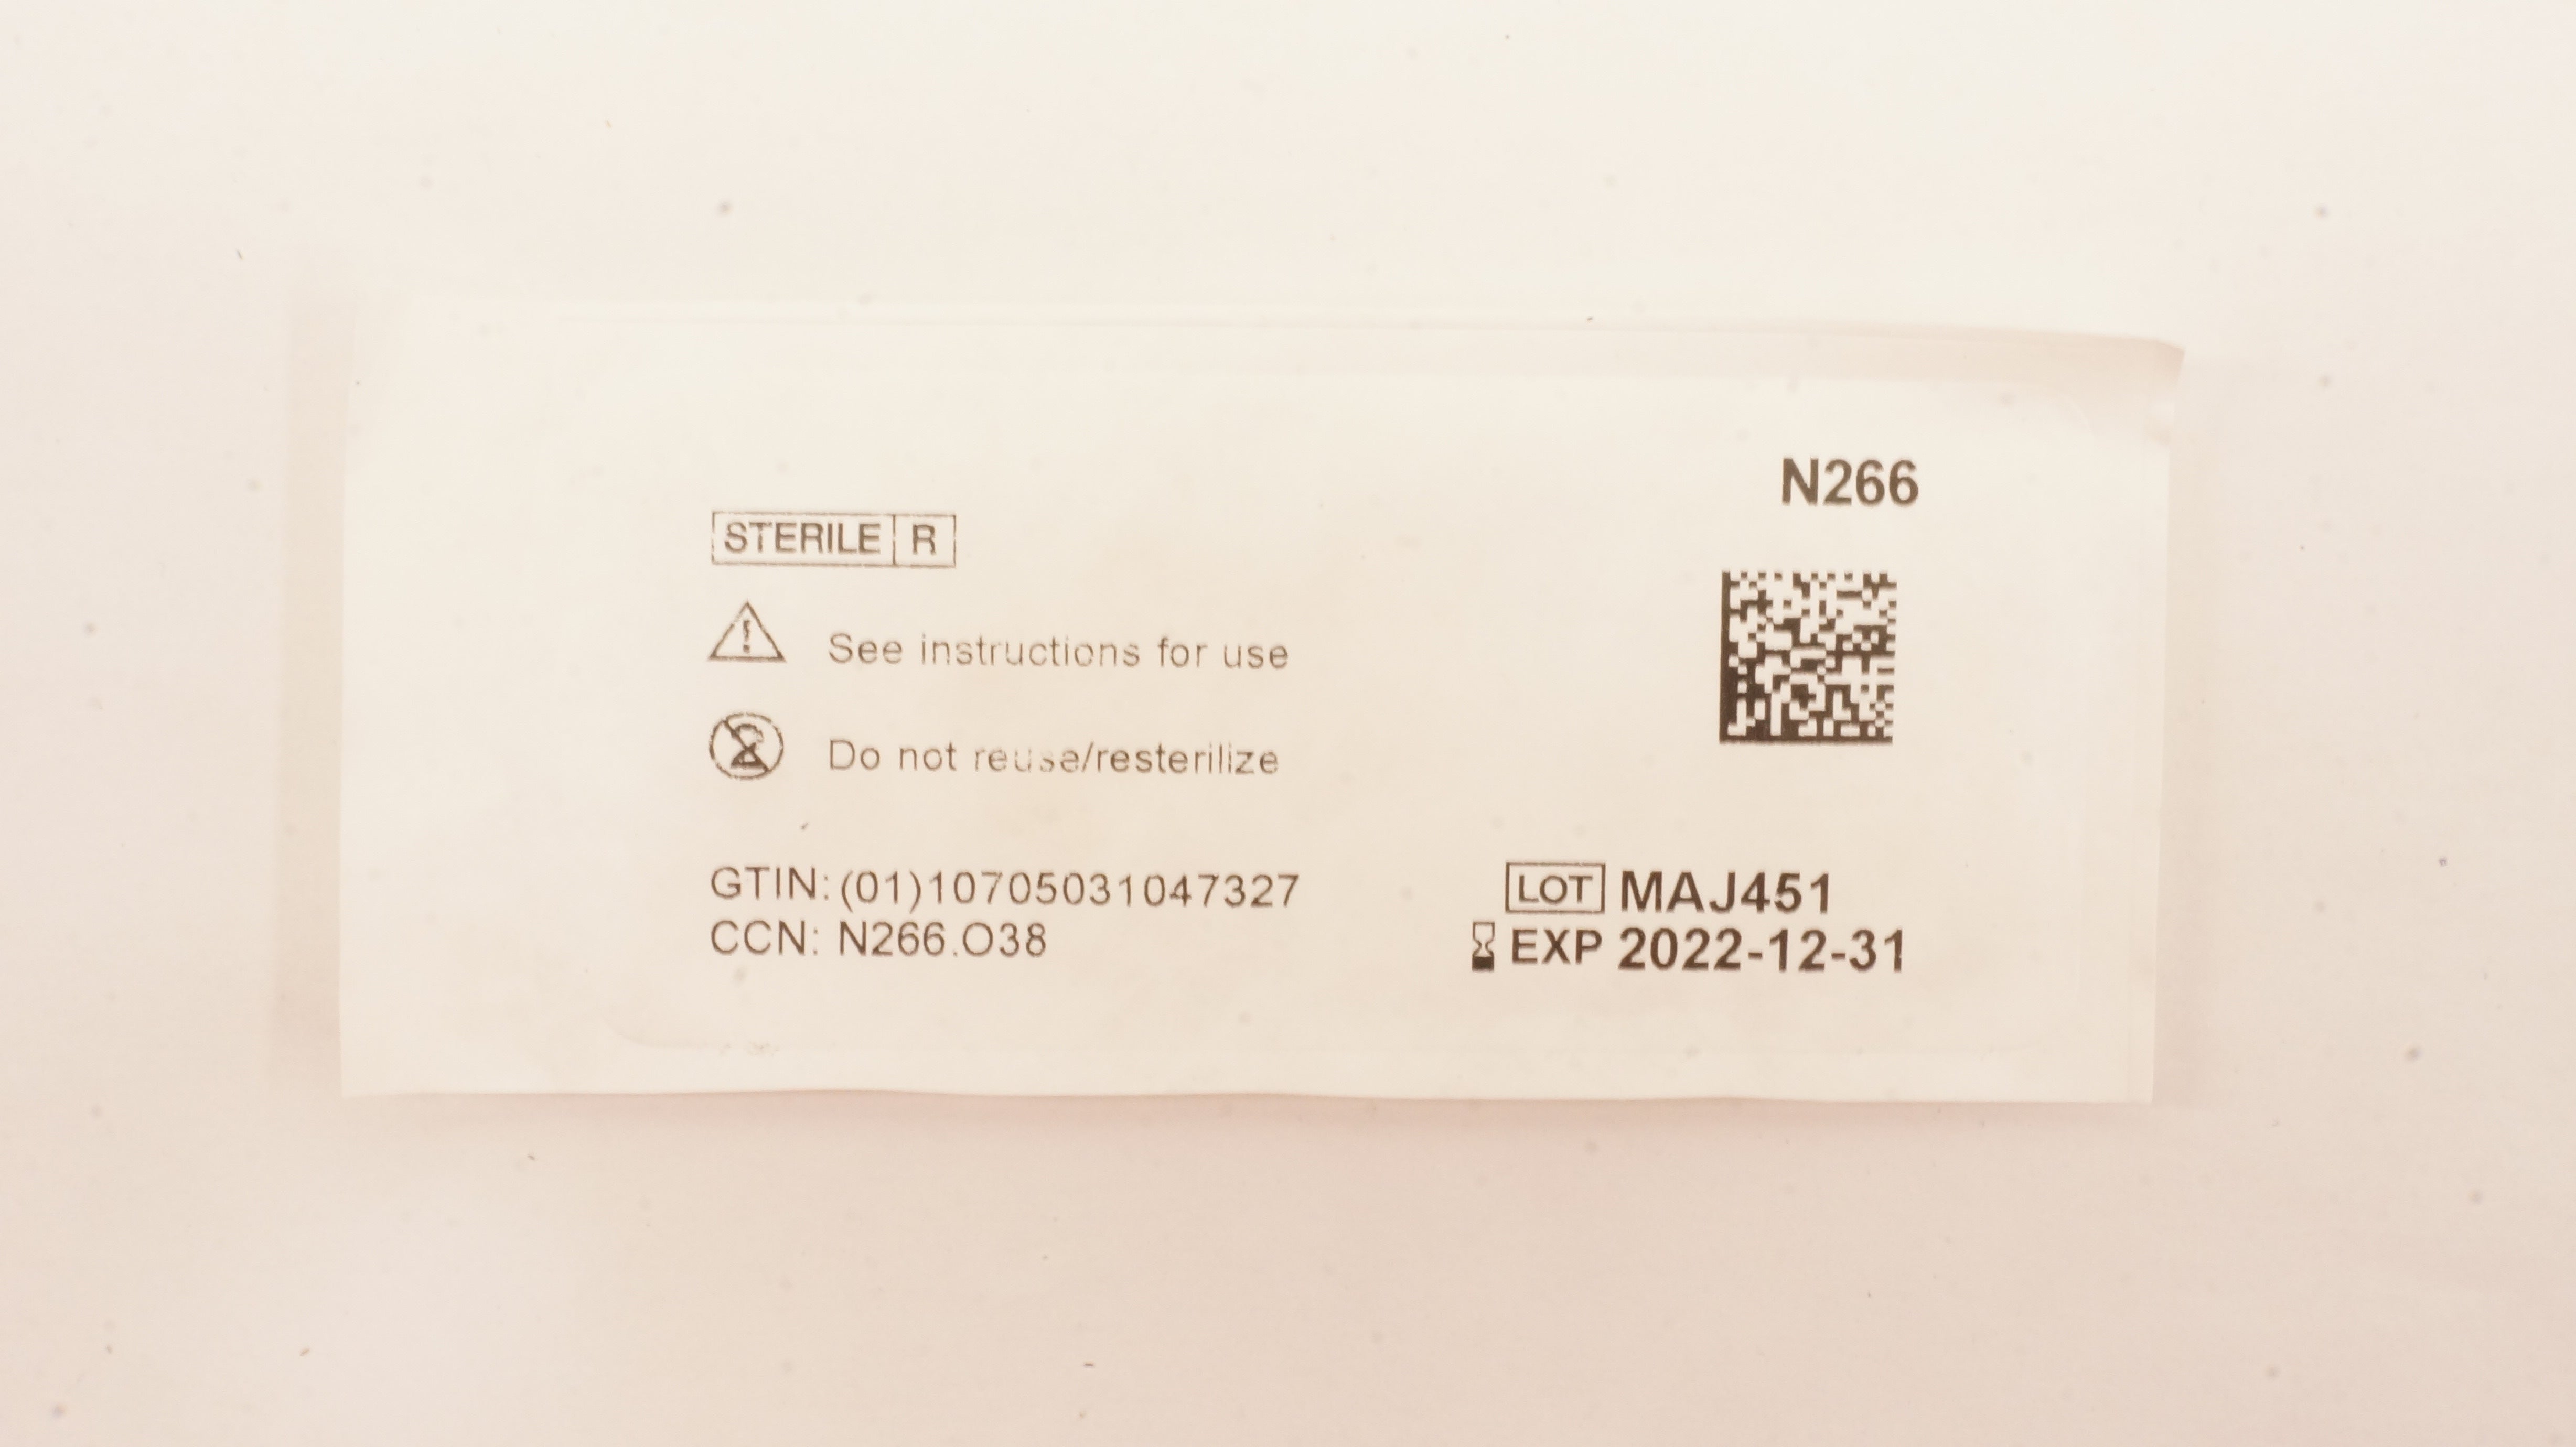 N266
STERILE R
See instructions for use
Do not reuse/resterilize
GTIN: (01)10705031047327
CCN: N266.O38
LOT MAJ451
EXP 2022-12-31